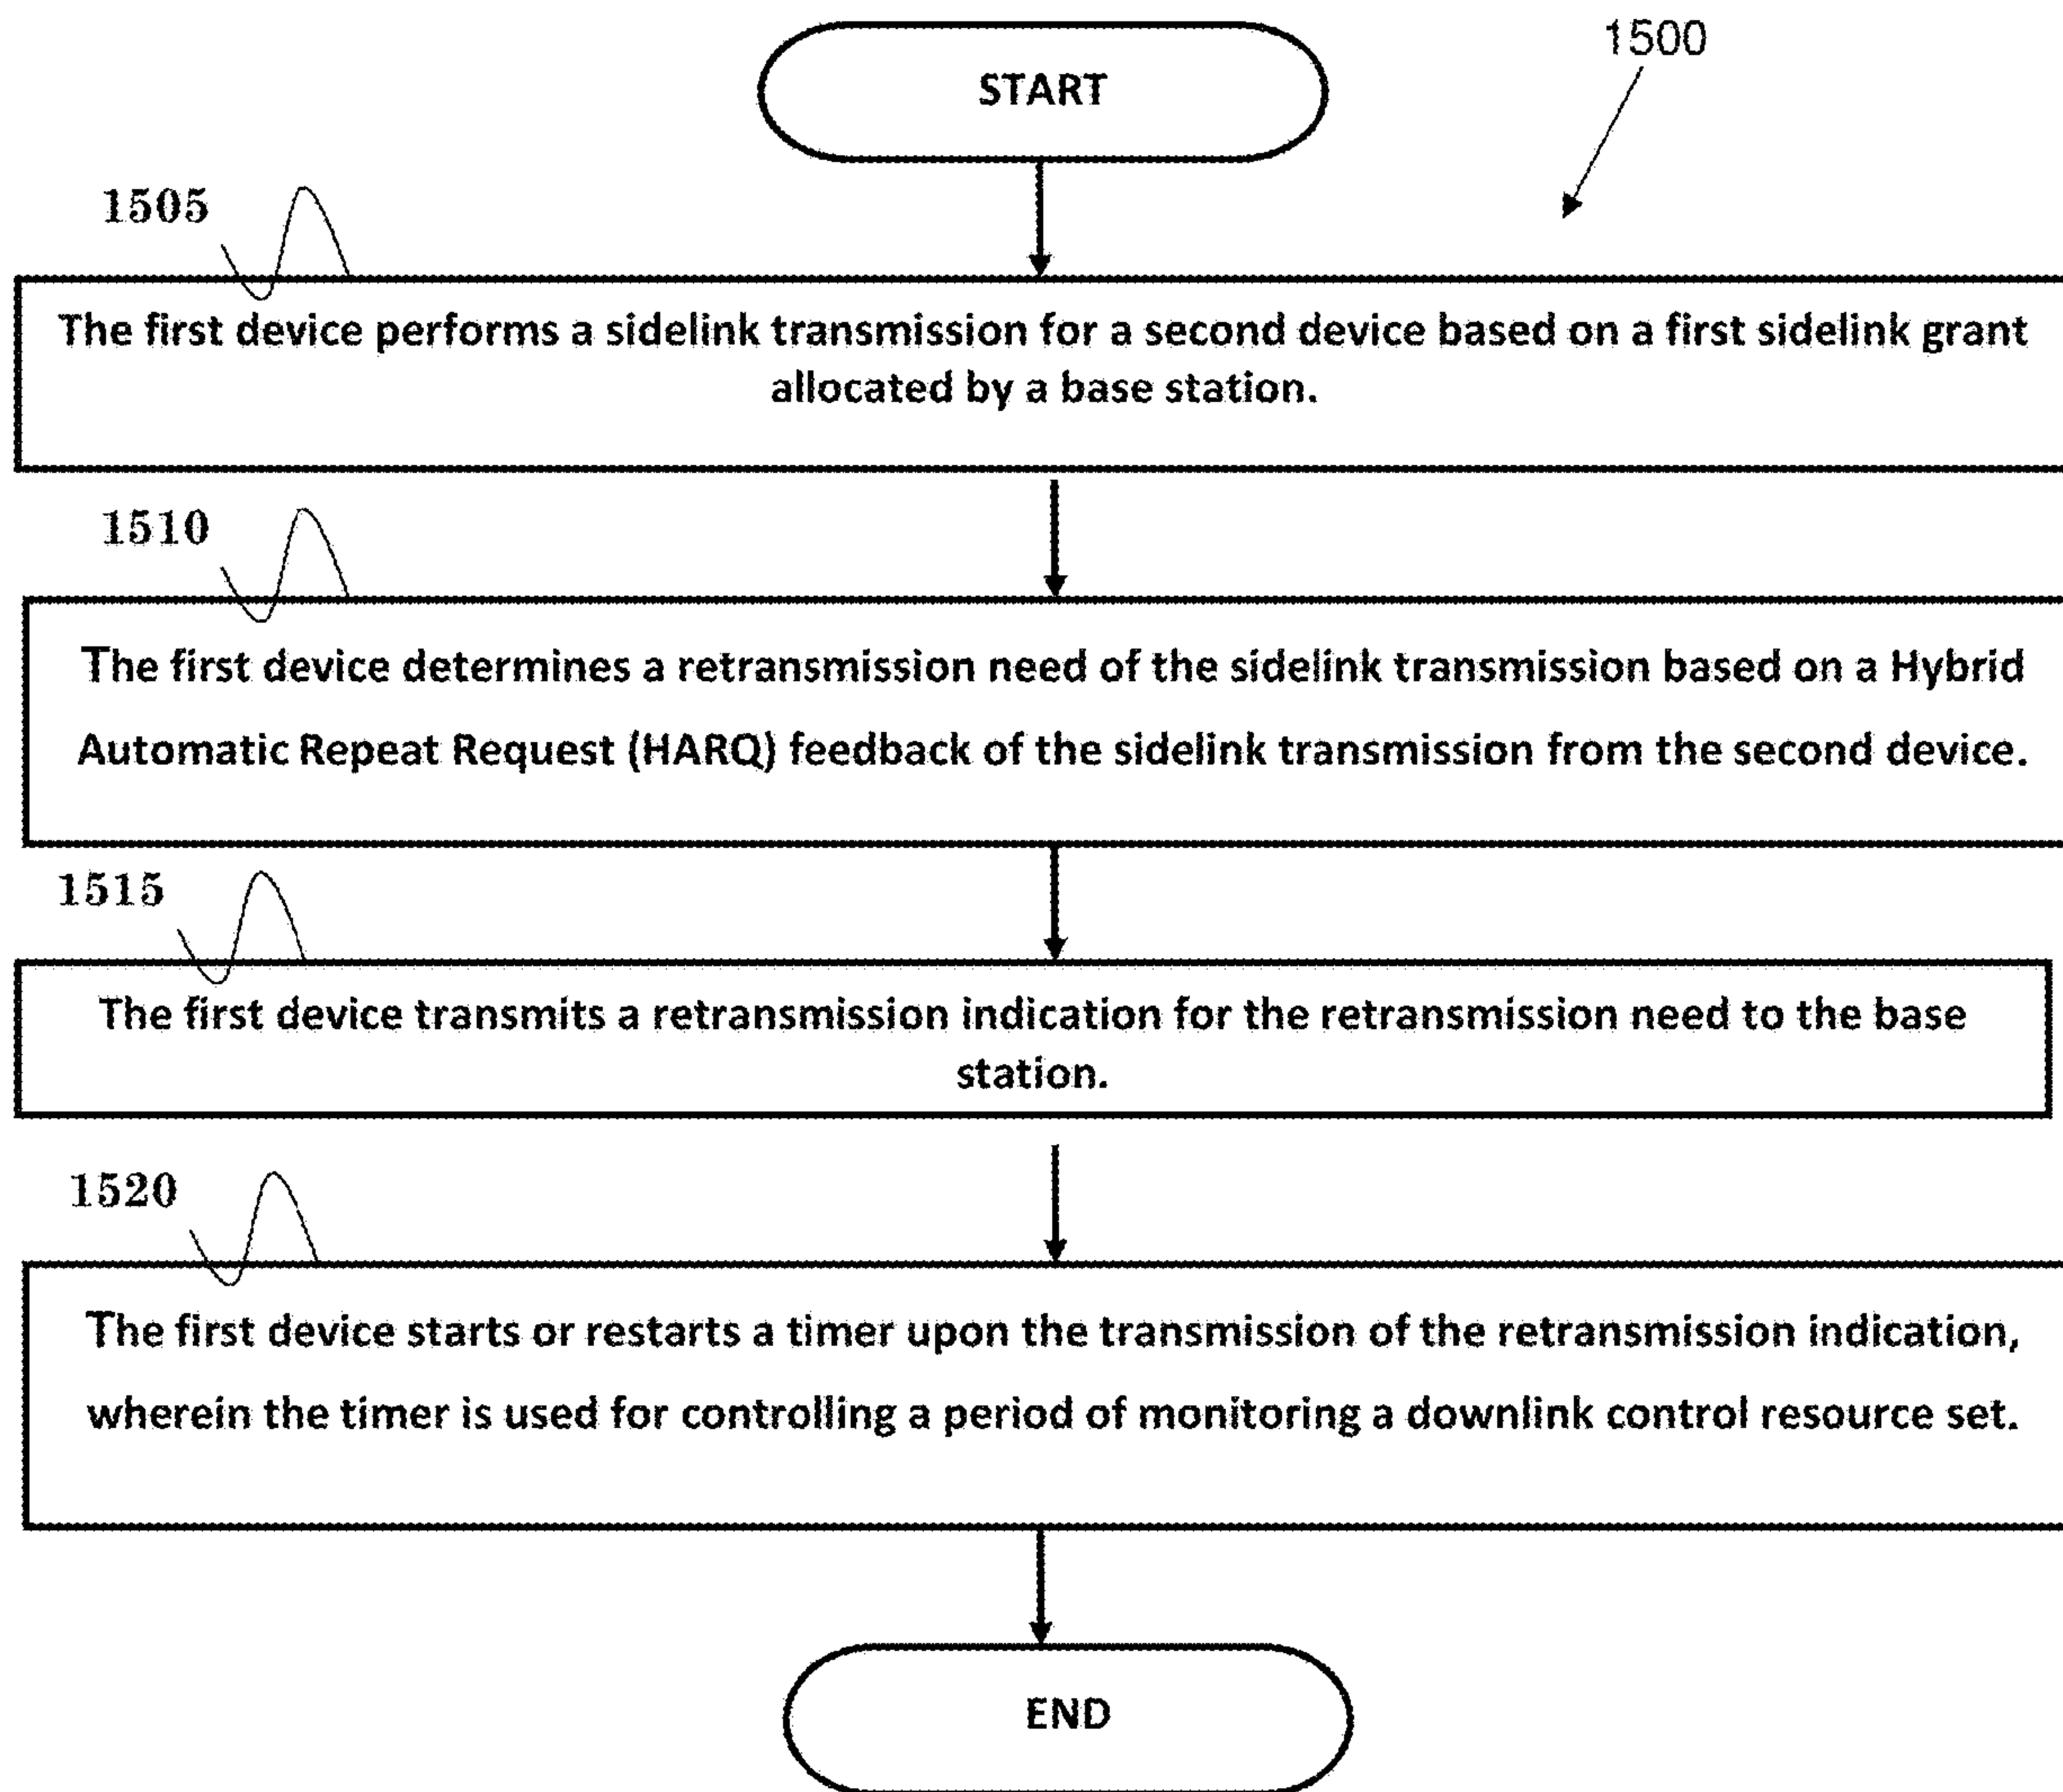 START
1500
1505
The first device performs a sidelink transmission for a second device based on a first sidelink grant
allocated by a base station.
1510
The first device determines a retransmission need of the sidelink transmission based on a Hybrid
Automatic Repeat Request (HARQ) feedback of the sidelink transmission from the second device.
1515
The first device transmits a retransmission indication for the retransmission need to the base
station.
1520
The first device starts or restarts a timer upon the transmission of the retransmission indication,
wherein the timer is used for controlling a period of monitoring a downlink control resource set.
END